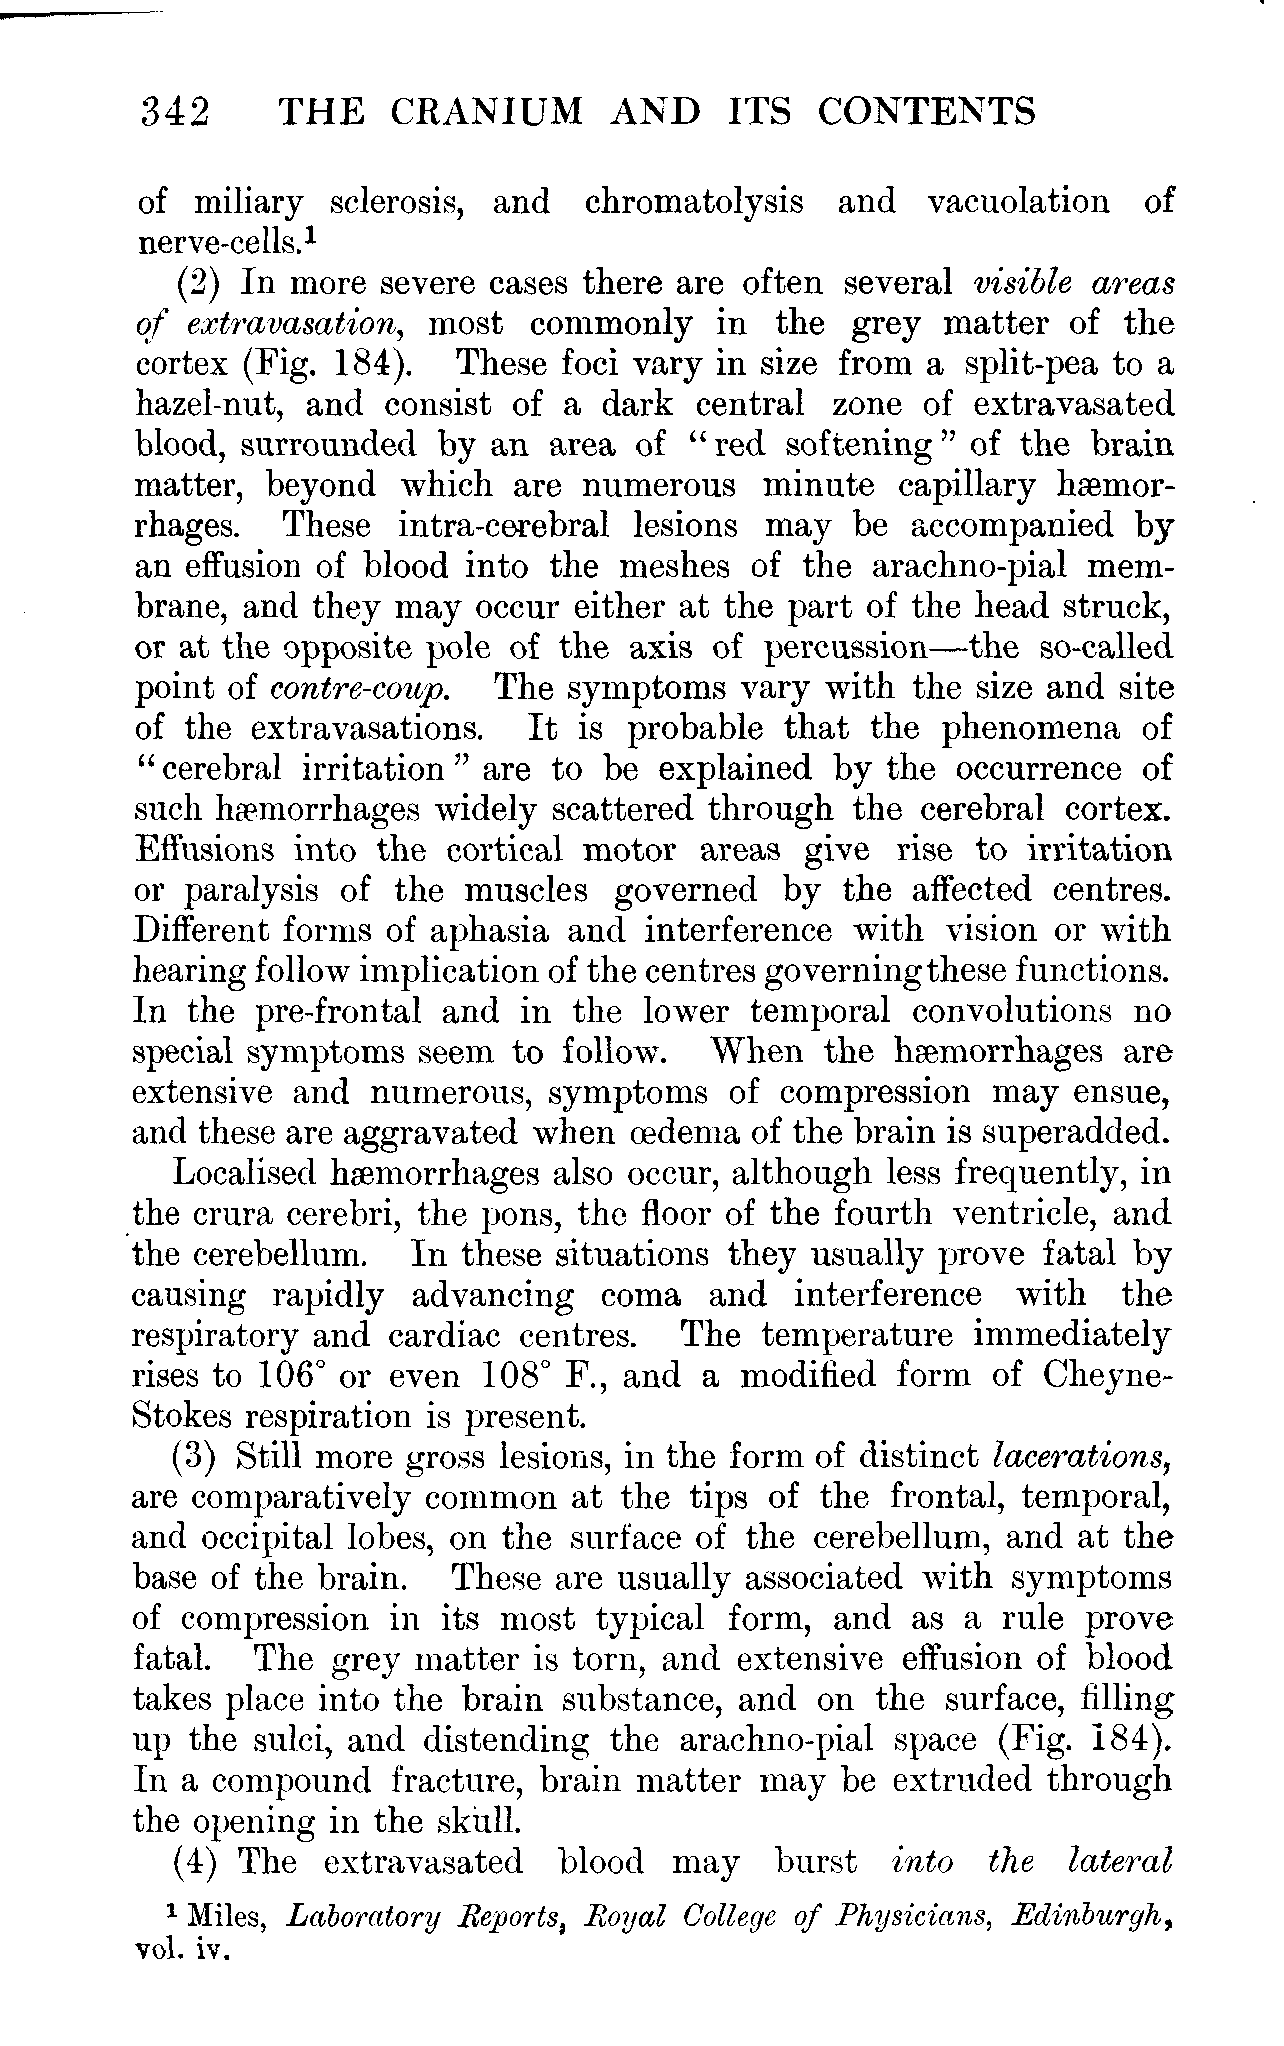 342 THE CRANIUM AND ITS CONTENTS
of miliary sclerosis, and chromatolysis and vacuolation of
nerve-cells.¹
(2) In more severe cases there are often several visible areas
of extravasation, most commonly in the grey matter of the
cortex (Fig. 184). These foci vary in size from a split-pea to a
hazel-nut, and consist of a dark central zone of extravasated
blood, surrounded by an area of “red softening” of the brain
matter, beyond which are numerous minute capillary hæmor-
rhages. These intra-cerebral lesions may be accompanied by
an effusion of blood into the meshes of the arachno-pial mem-
brane, and they may occur either at the part of the head struck,
or at the opposite pole of the axis of percussion—the so-called
point of contre-coup. The symptoms vary with the size and site
of the extravasations. It is probable that the phenomena of
“cerebral irritation” are to be explained by the occurrence of
such hæmorrhages widely scattered through the cerebral cortex.
Effusions into the cortical motor areas give rise to irritation
or paralysis of the muscles governed by the affected centres.
Different forms of aphasia and interference with vision or with
hearing follow implication of the centres governing these functions.
In the pre-frontal and in the lower temporal convolutions no
special symptoms seem to follow. When the hæmorrhages are
extensive and numerous, symptoms of compression may ensue,
and these are aggravated when œdema of the brain is superadded.
Localised hæmorrhages also occur, although less frequently, in
the crura cerebri, the pons, the floor of the fourth ventricle, and
the cerebellum. In these situations they usually prove fatal by
causing rapidly advancing coma and interference with the
respiratory and cardiac centres. The temperature immediately
rises to 106° or even 108° F., and a modified form of Cheyne-
Stokes respiration is present.
(3) Still more gross lesions, in the form of distinct lacerations,
are comparatively common at the tips of the frontal, temporal,
and occipital lobes, on the surface of the cerebellum, and at the
base of the brain. These are usually associated with symptoms
of compression in its most typical form, and as a rule prove
fatal. The grey matter is torn, and extensive effusion of blood
takes place into the brain substance, and on the surface, filling
up the sulci, and distending the arachno-pial space (Fig. 184).
In a compound fracture, brain matter may be extruded through
the opening in the skull.
(4) The extravasated blood may burst into the lateral
¹ Miles, Laboratory Reports, Royal College of Physicians, Edinburgh,
vol. iv.